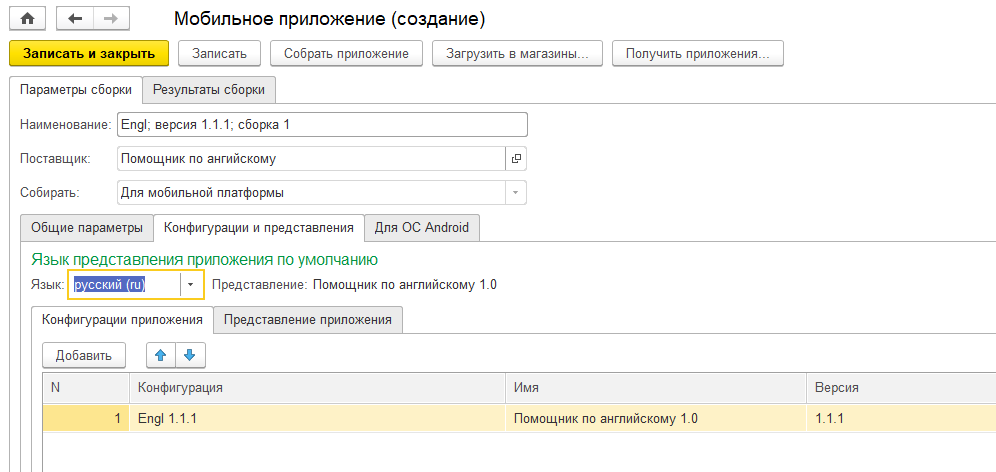 Мобильное приложение (создание)
Записать и закрыть Записать Собрать приложение Загрузить в магазины... Получить приложения...
Параметры сборки Результаты сборки
Наименование: Engl; версия 1.1.1; сборка 1
Поставщик: Помощник по ангийскому
Собирать: Для мобильной платформы
Общие параметры Конфигурации и представления Для ОС Android
Язык представления приложения по умолчанию
Язык: русский (ru) Представление: Помощник по английскому 1.0
Конфигурации приложения Представление приложения
Добавить
N Конфигурация Имя Версия
1 Engl 1.1.1 Помощник по английскому 1.0 1.1.1